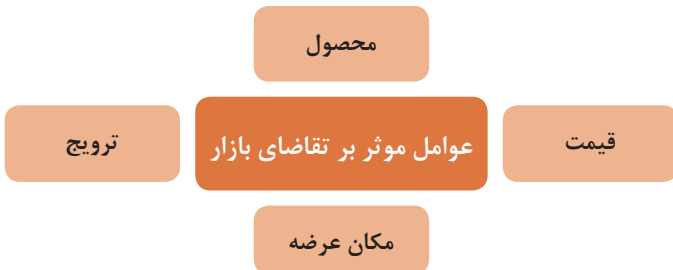 محصول
قیمت
عوامل موثر بر تقاضای بازار
ترویج
مکان عرضه